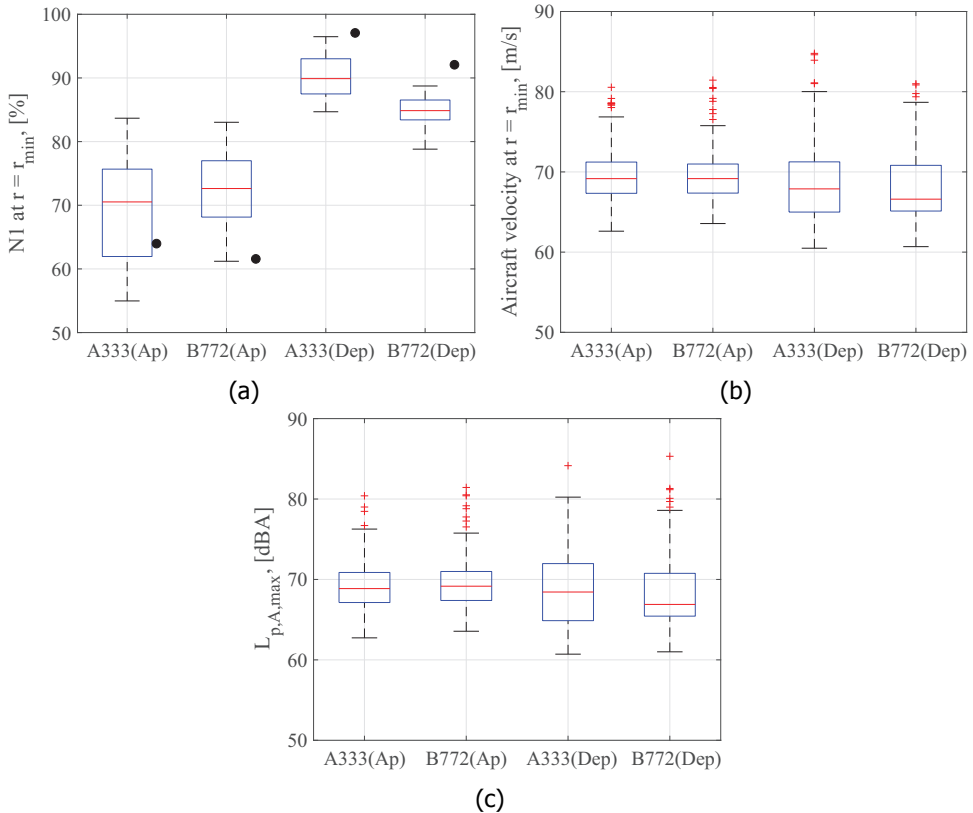 100
90
80
70
60
50
N1 at r = r_min, [%]
A333(Ap) B772(Ap) A333(Dep) B772(Dep)
(a)
90
80
70
60
50
Aircraft velocity at r = r_min, [m/s]
A333(Ap) B772(Ap) A333(Dep) B772(Dep)
(b)
90
80
70
60
50
L_p,A,max, [dBA]
A333(Ap) B772(Ap) A333(Dep) B772(Dep)
(c)